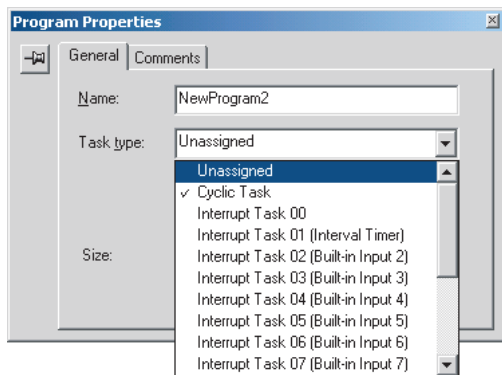 Program Properties
General
Comments
Name: NewProgram2
Task type: Unassigned
Unassigned
✓ Cyclic Task
Interrupt Task 00
Interrupt Task 01 (Interval Timer)
Interrupt Task 02 (Built-in Input 2)
Size: Interrupt Task 03 (Built-in Input 3)
Interrupt Task 04 (Built-in Input 4)
Interrupt Task 05 (Built-in Input 5)
Interrupt Task 06 (Built-in Input 6)
Interrupt Task 07 (Built-in Input 7)